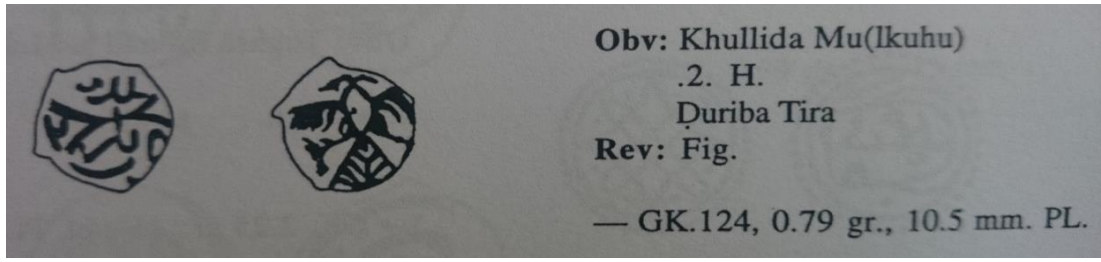 Obv: Khullida Mu(lkuhu)
.2. H.
Ḍuriba Tira
Rev: Fig.
— GK.124, 0.79 gr., 10.5 mm. PL.